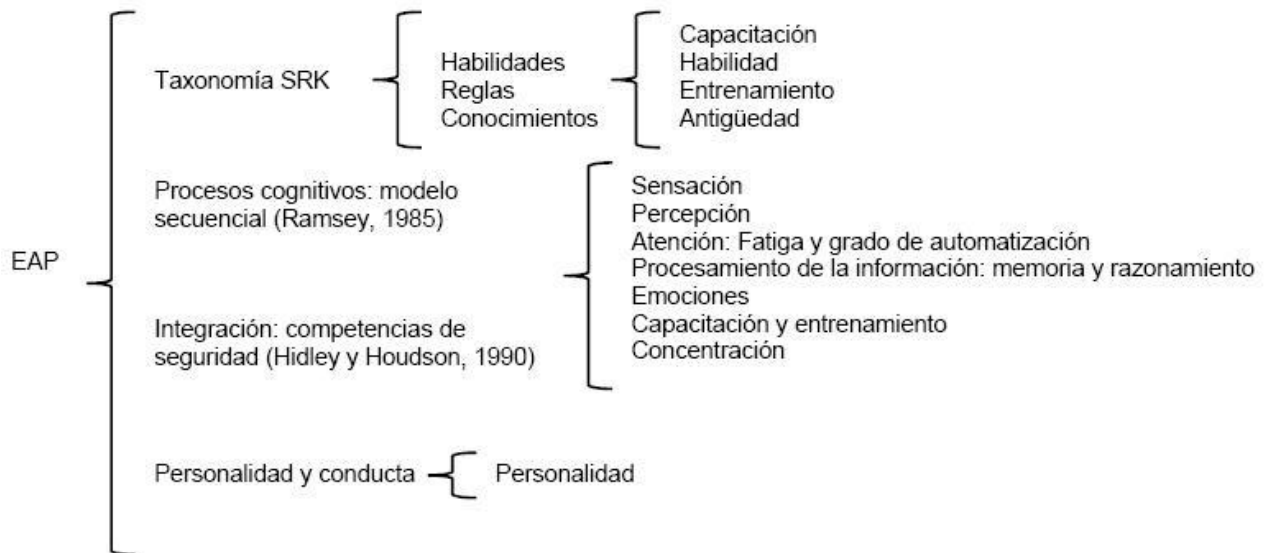 EAP
Taxonomía SRK
Habilidades
Reglas
Conocimientos
Capacitación
Habilidad
Entrenamiento
Antigüedad
Procesos cognitivos: modelo
secuencial (Ramsey, 1985)
Integración: competencias de
seguridad (Hidley y Houdson, 1990)
Sensación
Percepción
Atención: Fatiga y grado de automatización
Procesamiento de la información: memoria y razonamiento
Emociones
Capacitación y entrenamiento
Concentración
Personalidad y conducta
Personalidad